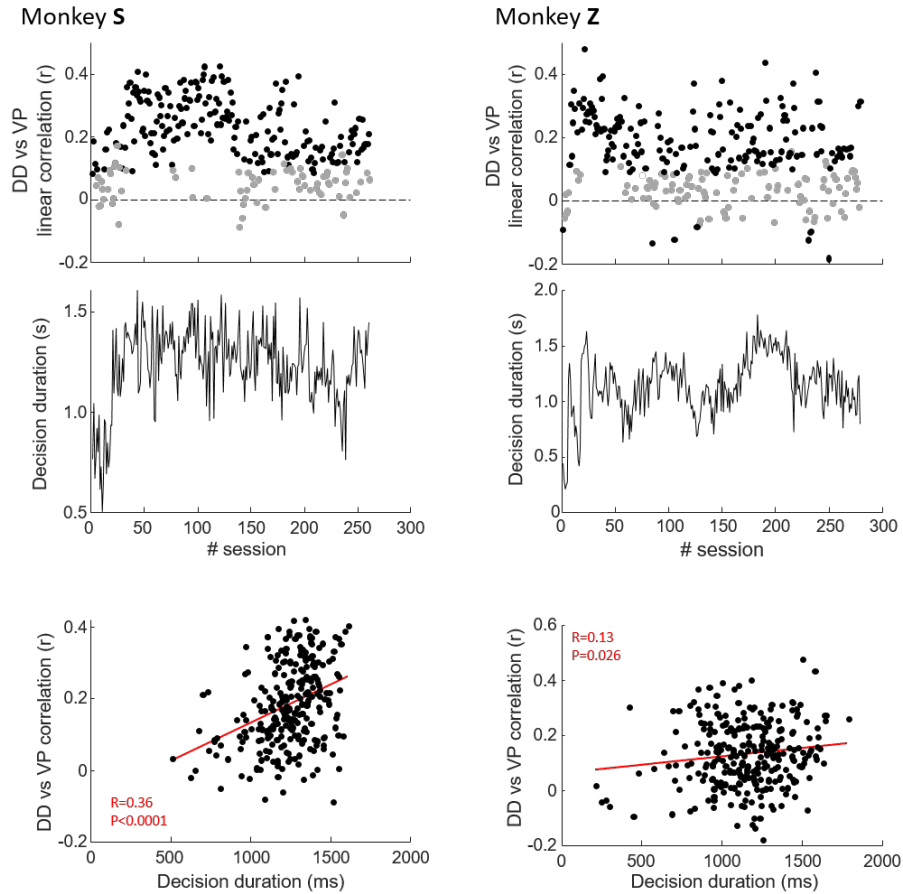 Monkey S
Monkey Z
DD vs VP
linear correlation (r)
0.4
0.2
0
-0.2
DD vs VP
linear correlation (r)
0.4
0.2
0
-0.2
Decision duration (s)
1.5
1.0
0.5
0 50 100 150 200 250 300
# session
Decision duration (s)
2.0
1.5
1.0
0.5
0
0 50 100 150 200 250 300
# session
DD vs VP correlation (r)
0.4
0.2
0
-0.2
R=0.36
P<0.0001
0 500 1000 1500 2000
Decision duration (ms)
DD vs VP correlation (r)
0.6
0.4
0.2
0
-0.2
R=0.13
P=0.026
0 500 1000 1500 2000
Decision duration (ms)